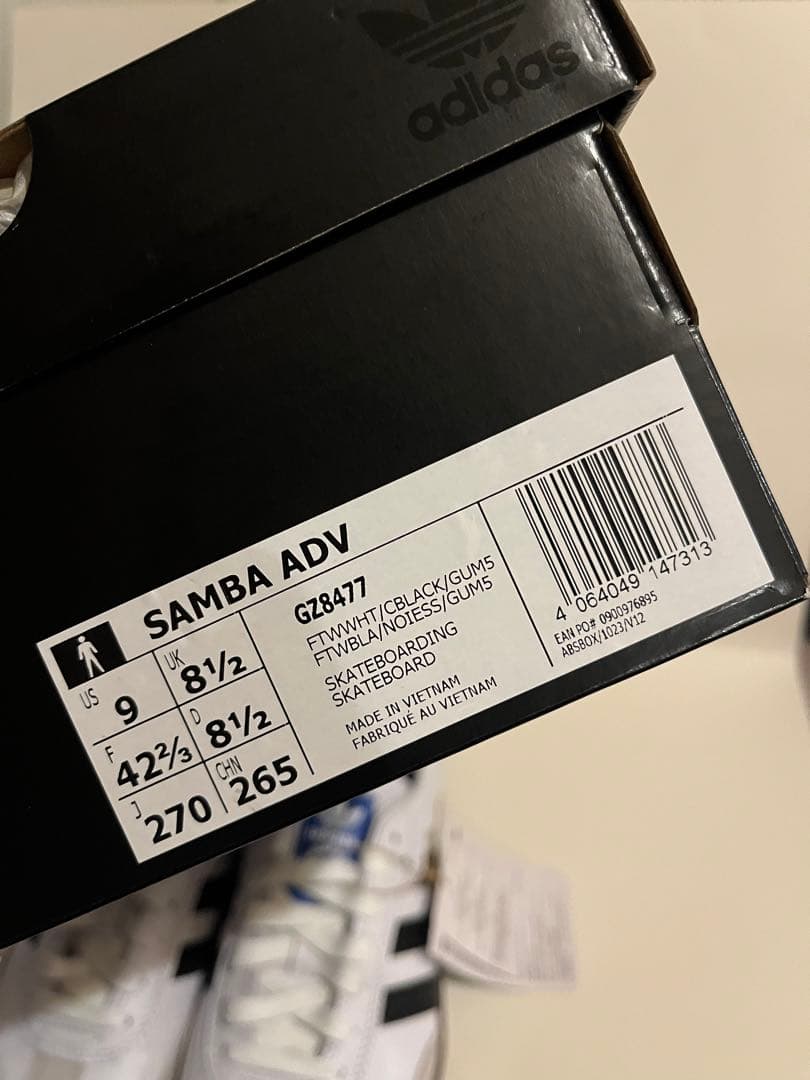 adidas
SAMBA ADV
US
9
UK
8½
F
42⅔
D
8½
J
270
CHN
265
GZ8477
FTWWHT/CBLACK/GUM5
FTWBLA/NOIESS/GUM5
SKATEBOARDING
SKATEBOARD
MADE IN VIETNAM
FABRIQUÉ AU VIETNAM
4 064049 147313
EAN PO# 0900976895
ABSBOX/1023/V12